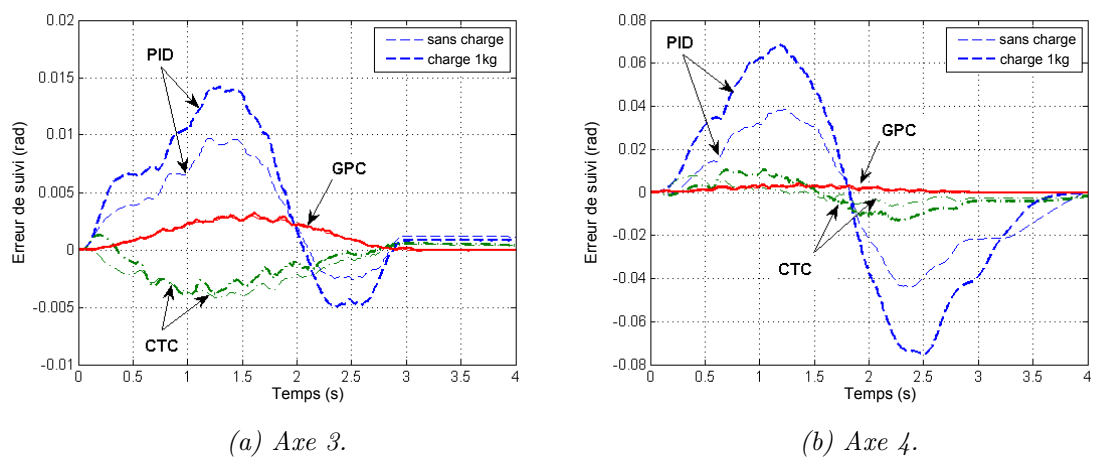 0.02
0.015
0.01
0.005
0
-0.005
-0.01
Erreur de suivi (rad)
PID
GPC
CTC
sans charge
charge 1kg
0 0.5 1 1.5 2 2.5 3 3.5 4
Temps (s)
(a) Axe 3.
0.08
0.06
0.04
0.02
0
-0.02
-0.04
-0.06
-0.08
Erreur de suivi (rad)
PID
GPC
CTC
sans charge
charge 1kg
0 0.5 1 1.5 2 2.5 3 3.5 4
Temps (s)
(b) Axe 4.